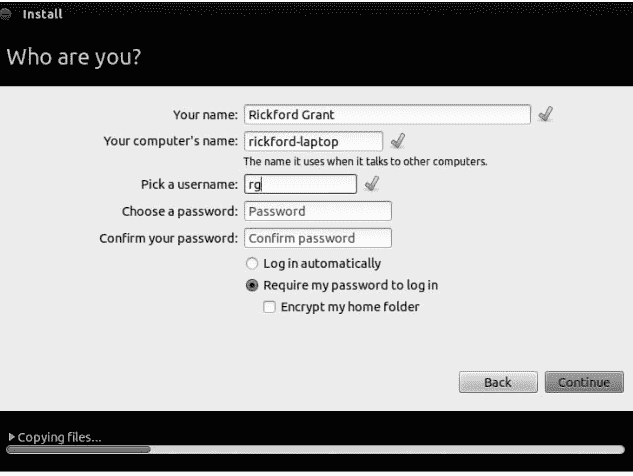 Install
Who are you?
Your name: Rickford Grant
Your computer's name: rickford-laptop
The name it uses when it talks to other computers.
Pick a username: rg
Choose a password: Password
Confirm your password: Confirm password
Log in automatically
Require my password to log in
Encrypt my home folder
Back Continue
Copying files...